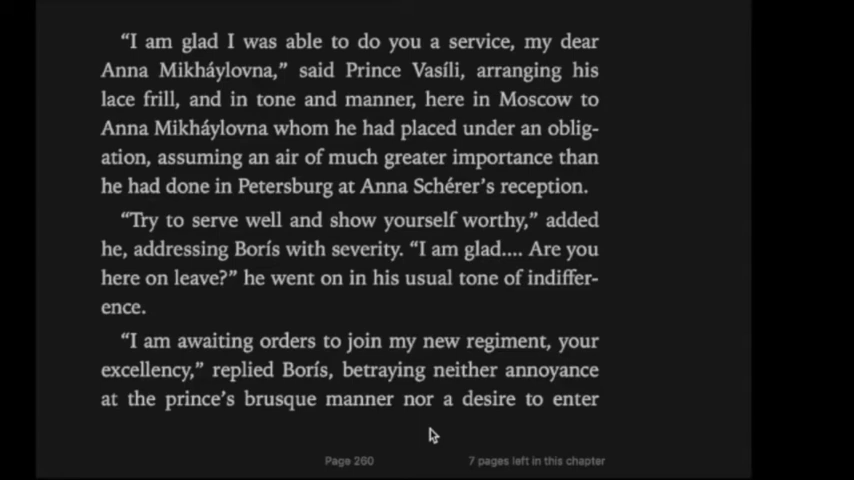 “I am glad I was able to do you a service, my dear
Anna Mikháylovna,” said Prince Vasíli, arranging his
lace frill, and in tone and manner, here in Moscow to
Anna Mikháylovna whom he had placed under an oblig-
ation, assuming an air of much greater importance than
he had done in Petersburg at Anna Schérer’s reception.
“Try to serve well and show yourself worthy,” added
he, addressing Borís with severity. “I am glad.... Are you
here on leave?” he went on in his usual tone of indiffer-
ence.
“I am awaiting orders to join my new regiment, your
excellency,” replied Borís, betraying neither annoyance
at the prince’s brusque manner nor a desire to enter
Page 260 7 pages left in this chapter